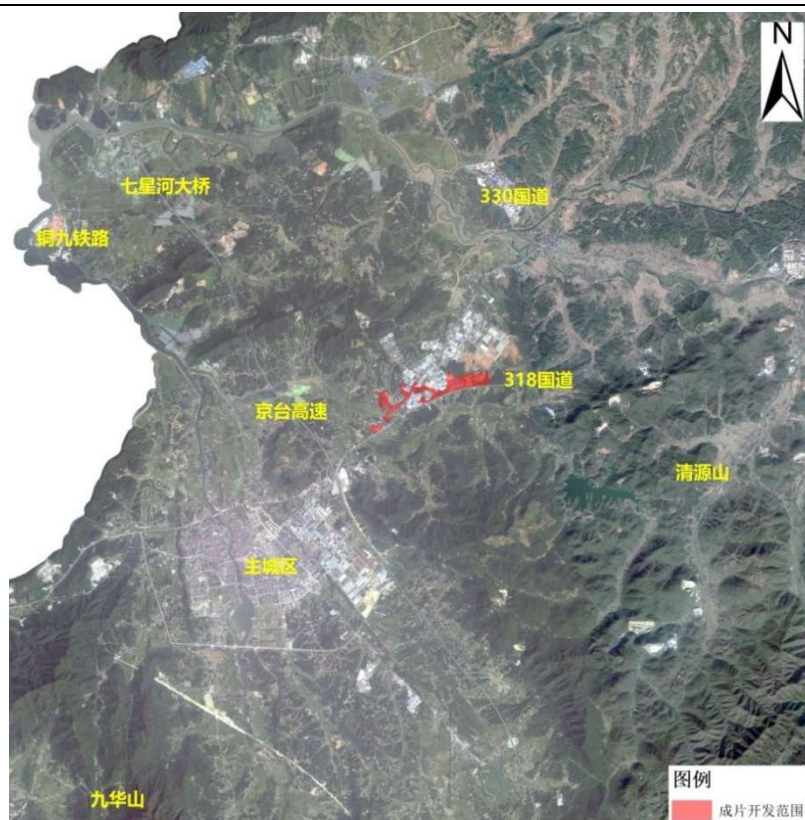 N
七星河大桥
330国道
铜九铁路
318国道
京台高速
清源山
主城区
九华山
图例
成片开发范围